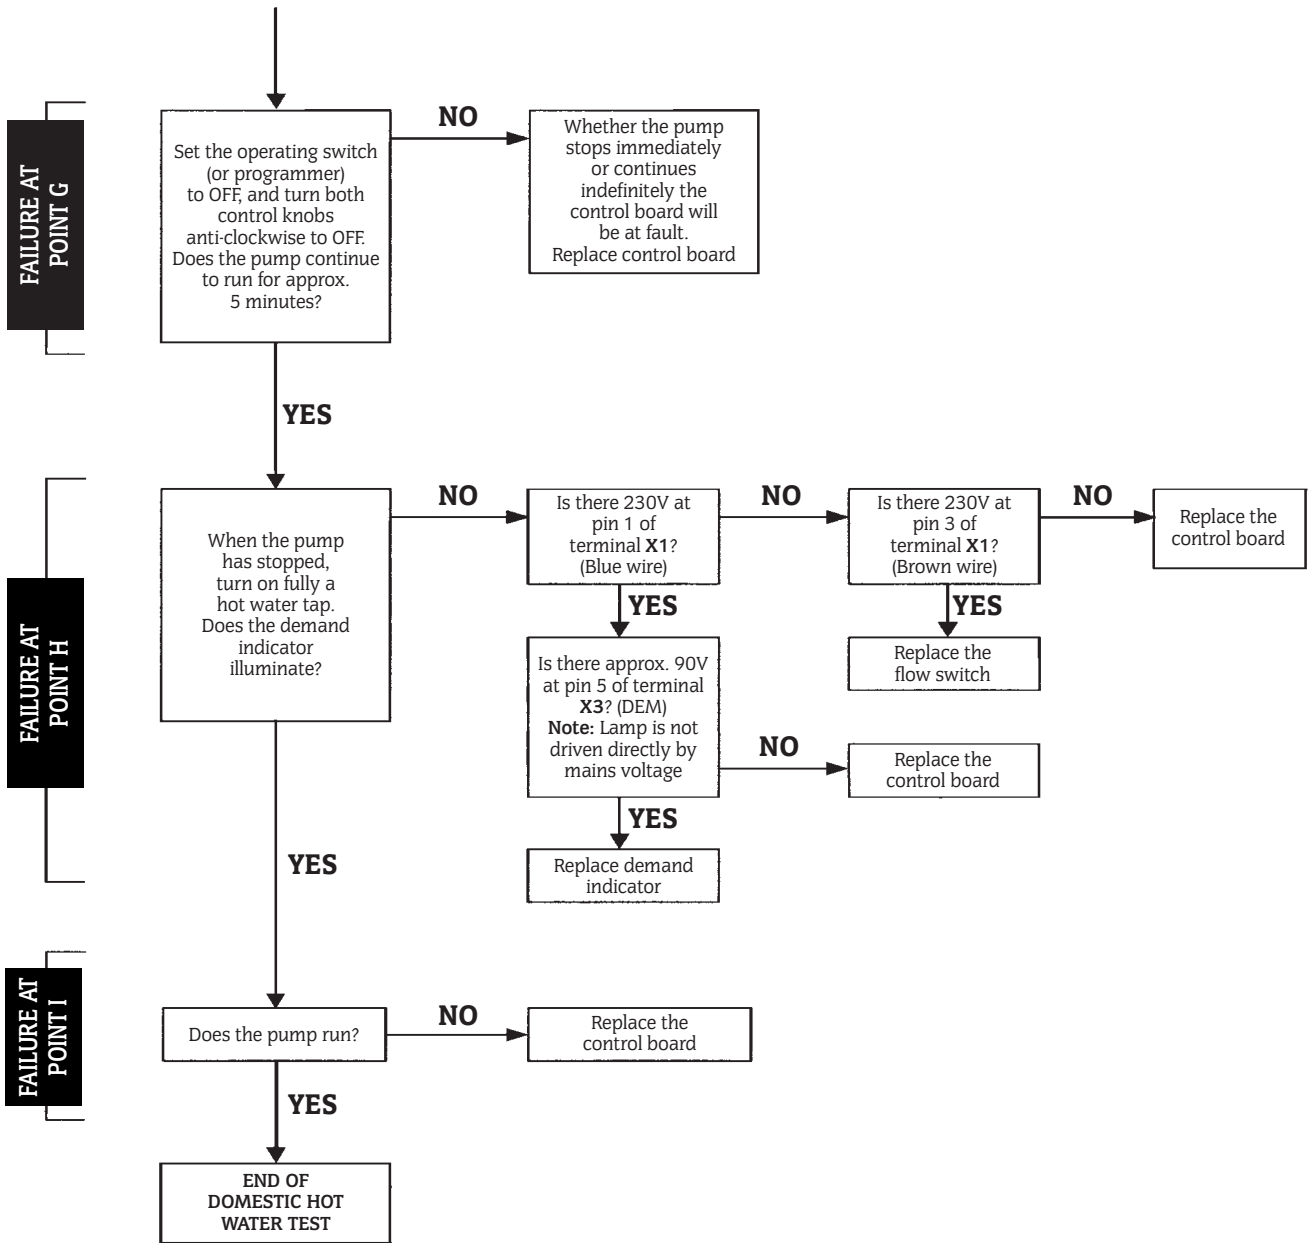 FAILURE AT
POINT G
Set the operating switch
(or programmer)
to OFF, and turn both
control knobs
anti-clockwise to OFF.
Does the pump continue
to run for approx.
5 minutes?
NO
Whether the pump
stops immediately
or continues
indefinitely the
control board will
be at fault.
Replace control board
YES
FAILURE AT
POINT H
When the pump
has stopped,
turn on fully a
hot water tap.
Does the demand
indicator
illuminate?
NO
Is there 230V at
pin 1 of
terminal X1?
(Blue wire)
NO
Is there 230V at
pin 3 of
terminal X1?
(Brown wire)
NO
Replace the
control board
YES
YES
Replace the
flow switch
Is there approx. 90V
at pin 5 of terminal
X3? (DEM)
Note: Lamp is not
driven directly by
mains voltage
NO
Replace the
control board
YES
Replace demand
indicator
YES
FAILURE AT
POINT I
Does the pump run?
NO
Replace the
control board
YES
END OF
DOMESTIC HOT
WATER TEST